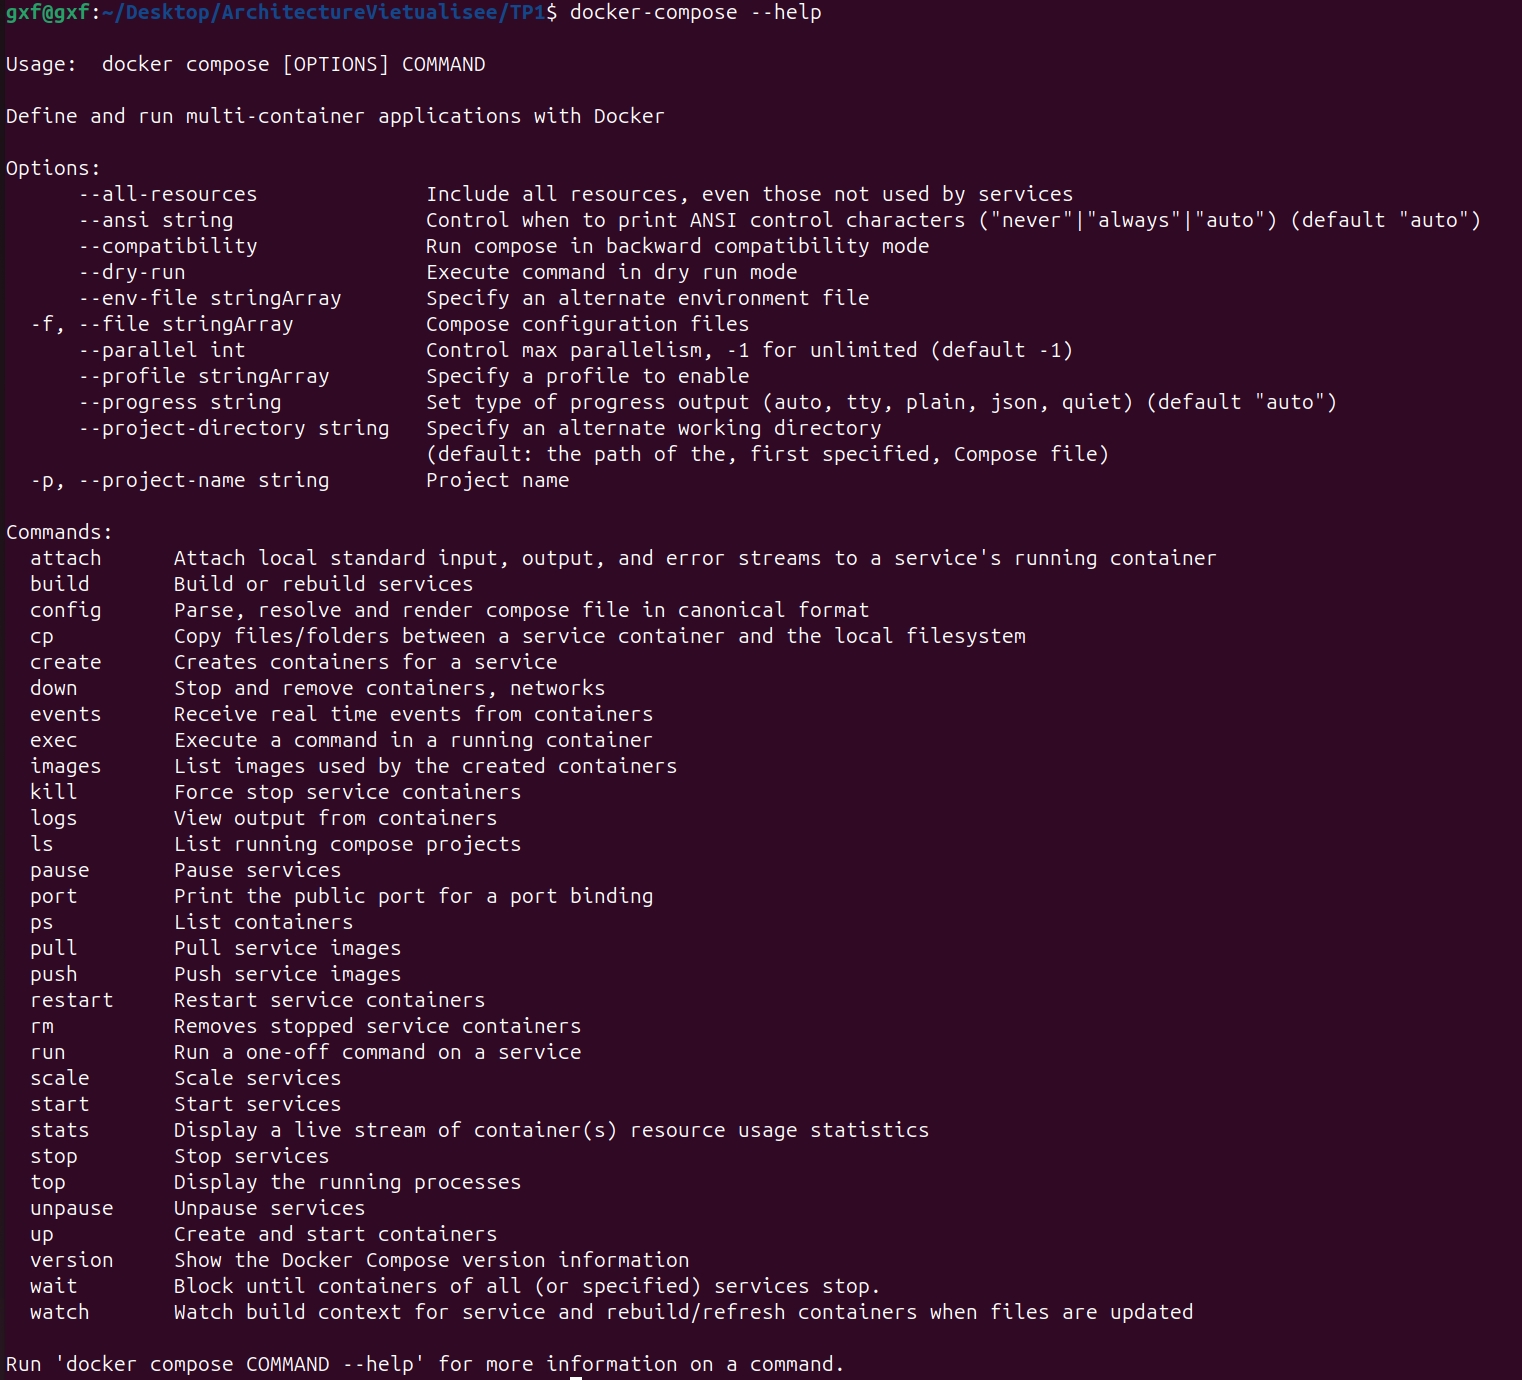 gxf@gxf:~/Desktop/ArchitectureVietualisee/TP1$ docker-compose --help
Usage:  docker compose [OPTIONS] COMMAND
Define and run multi-container applications with Docker
Options:
      --all-resources              Include all resources, even those not used by services
      --ansi string                Control when to print ANSI control characters ("never"|"always"|"auto") (default "auto")
      --compatibility              Run compose in backward compatibility mode
      --dry-run                    Execute command in dry run mode
      --env-file stringArray       Specify an alternate environment file
  -f, --file stringArray           Compose configuration files
      --parallel int               Control max parallelism, -1 for unlimited (default -1)
      --profile stringArray        Specify a profile to enable
      --progress string            Set type of progress output (auto, tty, plain, json, quiet) (default "auto")
      --project-directory string   Specify an alternate working directory
                                   (default: the path of the, first specified, Compose file)
  -p, --project-name string        Project name
Commands:
  attach      Attach local standard input, output, and error streams to a service's running container
  build       Build or rebuild services
  config      Parse, resolve and render compose file in canonical format
  cp          Copy files/folders between a service container and the local filesystem
  create      Creates containers for a service
  down        Stop and remove containers, networks
  events      Receive real time events from containers
  exec        Execute a command in a running container
  images      List images used by the created containers
  kill        Force stop service containers
  logs        View output from containers
  ls          List running compose projects
  pause       Pause services
  port        Print the public port for a port binding
  ps          List containers
  pull        Pull service images
  push        Push service images
  restart     Restart service containers
  rm          Removes stopped service containers
  run         Run a one-off command on a service
  scale       Scale services
  start       Start services
  stats       Display a live stream of container(s) resource usage statistics
  stop        Stop services
  top         Display the running processes
  unpause     Unpause services
  up          Create and start containers
  version     Show the Docker Compose version information
  wait        Block until containers of all (or specified) services stop.
  watch       Watch build context for service and rebuild/refresh containers when files are updated
Run 'docker compose COMMAND --help' for more information on a command.